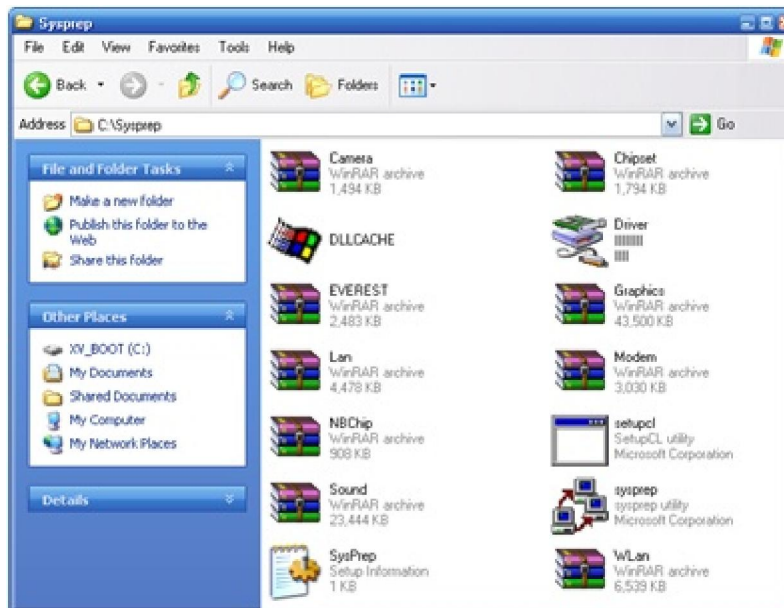 Sysprep
File Edit View Favorites Tools Help
Back Search Folders
Address C:\Sysprep Go
File and Folder Tasks
Make a new folder
Publish this folder to the
Web
Share this folder
Other Places
XV_BOOT (C:)
My Documents
Shared Documents
My Computer
My Network Places
Details
Camera
WinRAR archive
1,494 KB
Chipset
WinRAR archive
1,794 KB
DLLCACHE
Driver
EVEREST
WinRAR archive
2,483 KB
Graphics
WinRAR archive
43,500 KB
Lan
WinRAR archive
4,478 KB
Modem
WinRAR archive
3,030 KB
NBChip
WinRAR archive
908 KB
setupcl
SetupCL utility
Microsoft Corporation
Sound
WinRAR archive
23,444 KB
sysprep
sysprep utility
Microsoft Corporation
SysPrep
Setup Information
1 KB
WLan
WinRAR archive
6,539 KB